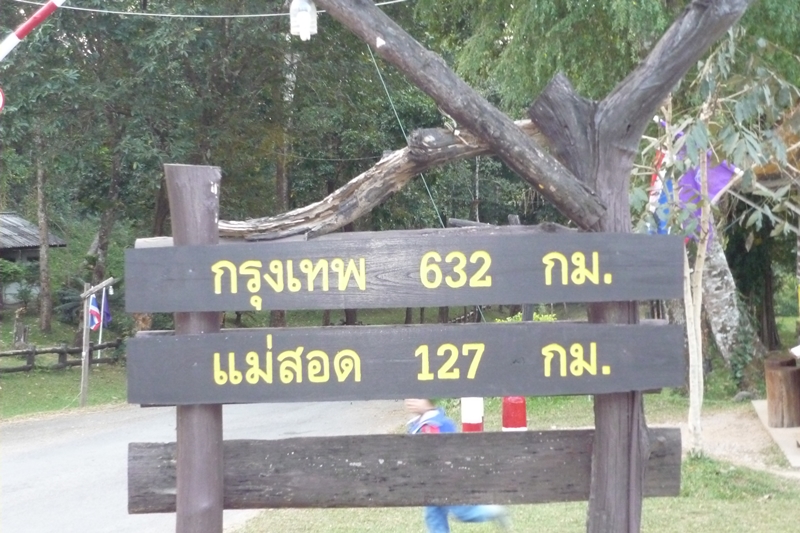 กรุงเทพ 632 กม.
แม่สอด 127 กม.